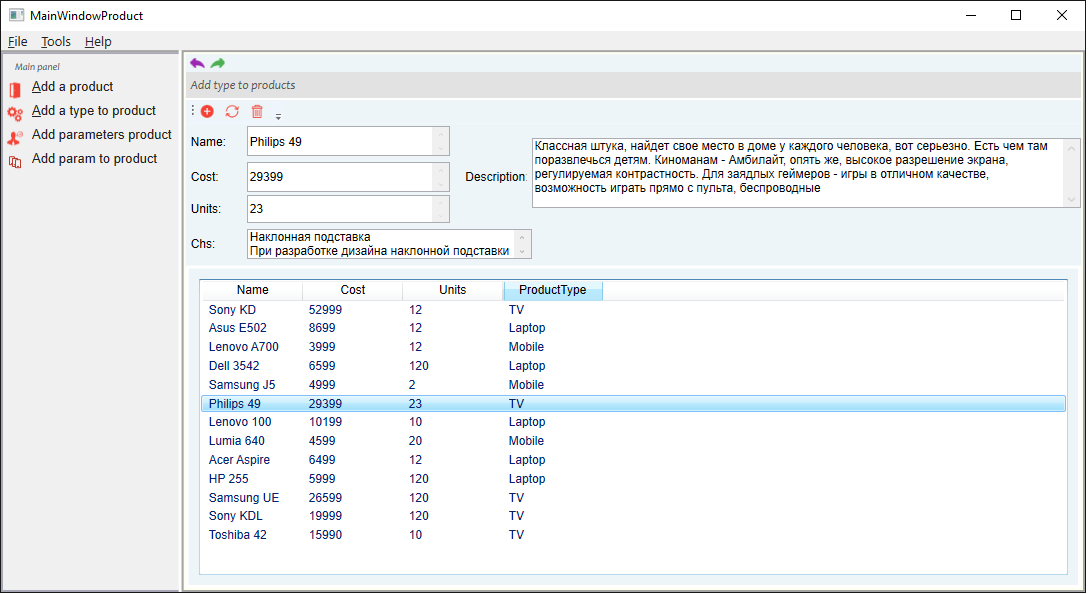 MainWindowProduct
File Tools Help
Main panel
Add a product
Add a type to product
Add parameters product
Add param to product
Add type to products
Name: Philips 49
Cost: 29399
Units: 23
Chs: Наклонная подставка
При разработке дизайна наклонной подставки
Description: Классная штука, найдет свое место в доме у каждого человека, вот серьезно. Есть чем там
поразвлечься детям. Киноманам - Амбилайт, опять же, высокое разрешение экрана,
регулируемая контрастность. Для заядлых геймеров - игры в отличном качестве,
возможность играть прямо с пульта, беспроводные
Name Cost Units ProductType
Sony KD 52999 12 TV
Asus E502 8699 12 Laptop
Lenovo A700 3999 12 Mobile
Dell 3542 6599 120 Laptop
Samsung J5 4999 2 Mobile
Philips 49 29399 23 TV
Lenovo 100 10199 10 Laptop
Lumia 640 4599 20 Mobile
Acer Aspire 6499 12 Laptop
HP 255 5999 120 Laptop
Samsung UE 26599 120 TV
Sony KDL 19999 120 TV
Toshiba 42 15990 10 TV